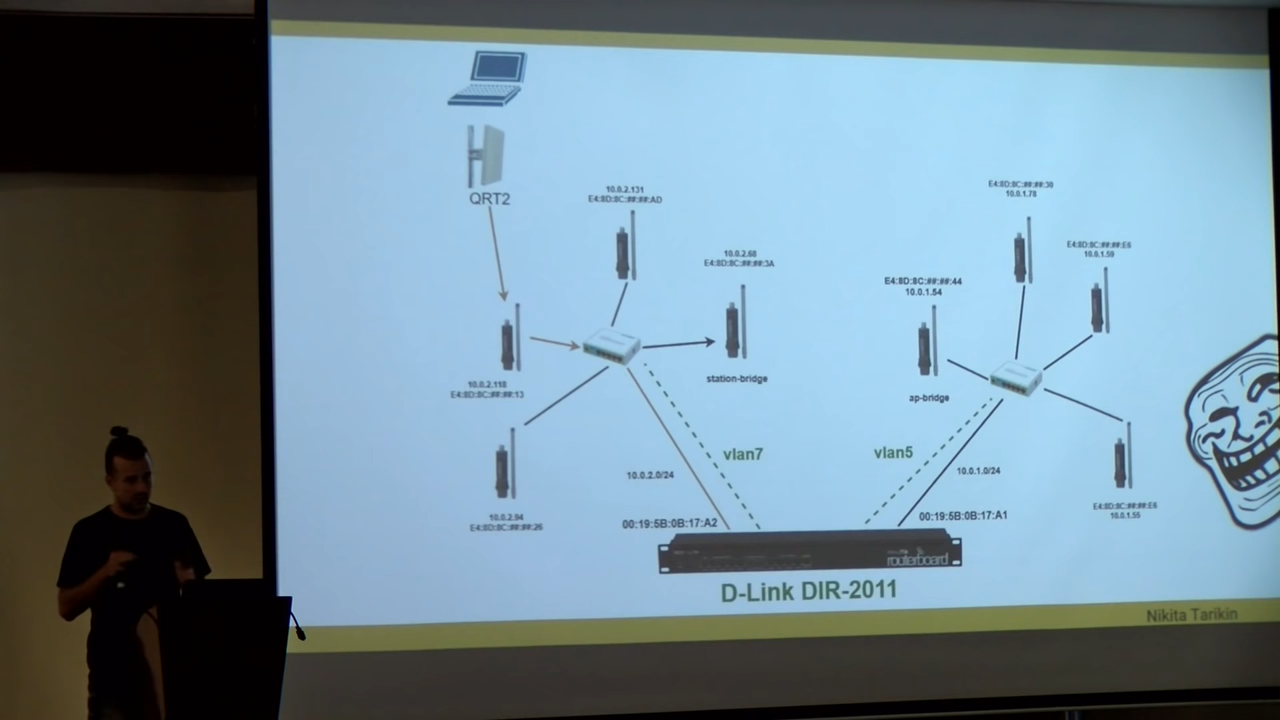 QRT2
10.0.2.131
E4:8D:8C:##:##:AD
10.0.2.68
E4:8D:8C:##:##:3A
station-bridge
10.0.2.118
E4:8D:8C:##:##:13
10.0.2.94
E4:8D:8C:##:##:26
10.0.2.0/24
vlan7
00:19:5B:0B:17:A2
E4:8D:8C:##:##:30
10.0.1.78
E4:8D:8C:##:##:E6
10.0.1.59
E4:8D:8C:##:##:44
10.0.1.54
ap-bridge
vlan5
10.0.1.0/24
E4:8D:8C:##:##:E6
10.0.1.55
00:19:5B:0B:17:A1
routerboard
D-Link DIR-2011
Nikita Tarikin